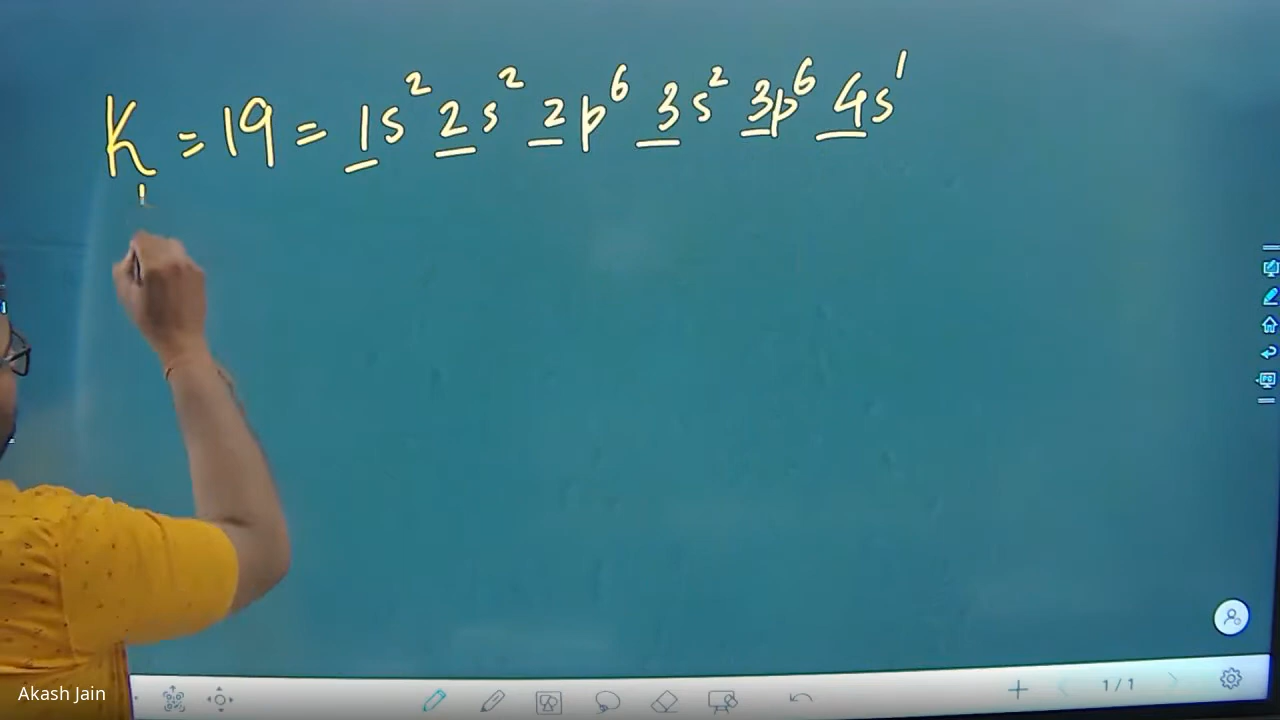 K = 19 = 1s² 2s² 2p⁶ 3s² 3p⁶ 4s¹
1 / 1
Akash Jain